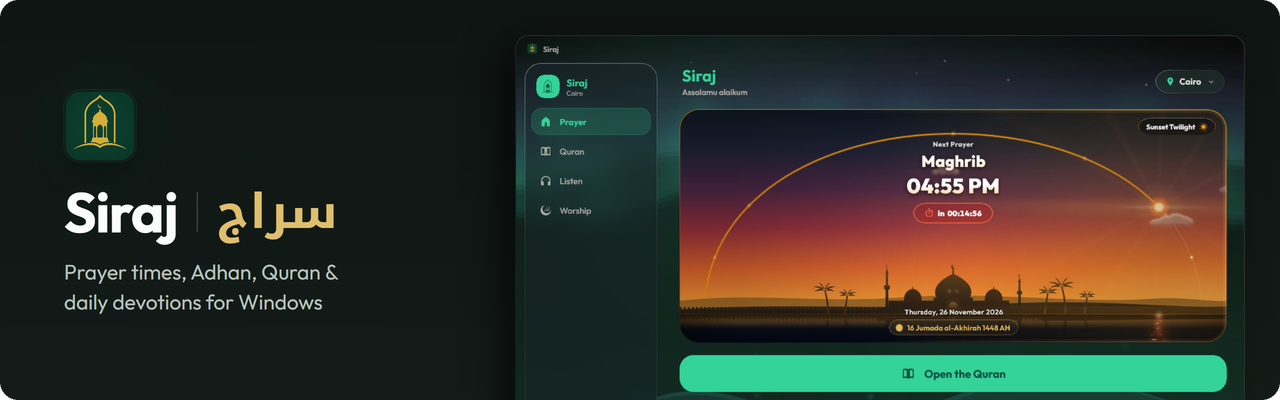 Siraj | سراج
Prayer times, Adhan, Quran &
daily devotions for Windows
Siraj
Siraj
Cairo
Prayer
Quran
Listen
Worship
Siraj
Assalamu alaikum
Cairo
Sunset Twilight
Next Prayer
Maghrib
04:55 PM
in 00:14:56
Thursday, 26 November 2026
16 Jumada al-Akhirah 1448 AH
Open the Quran